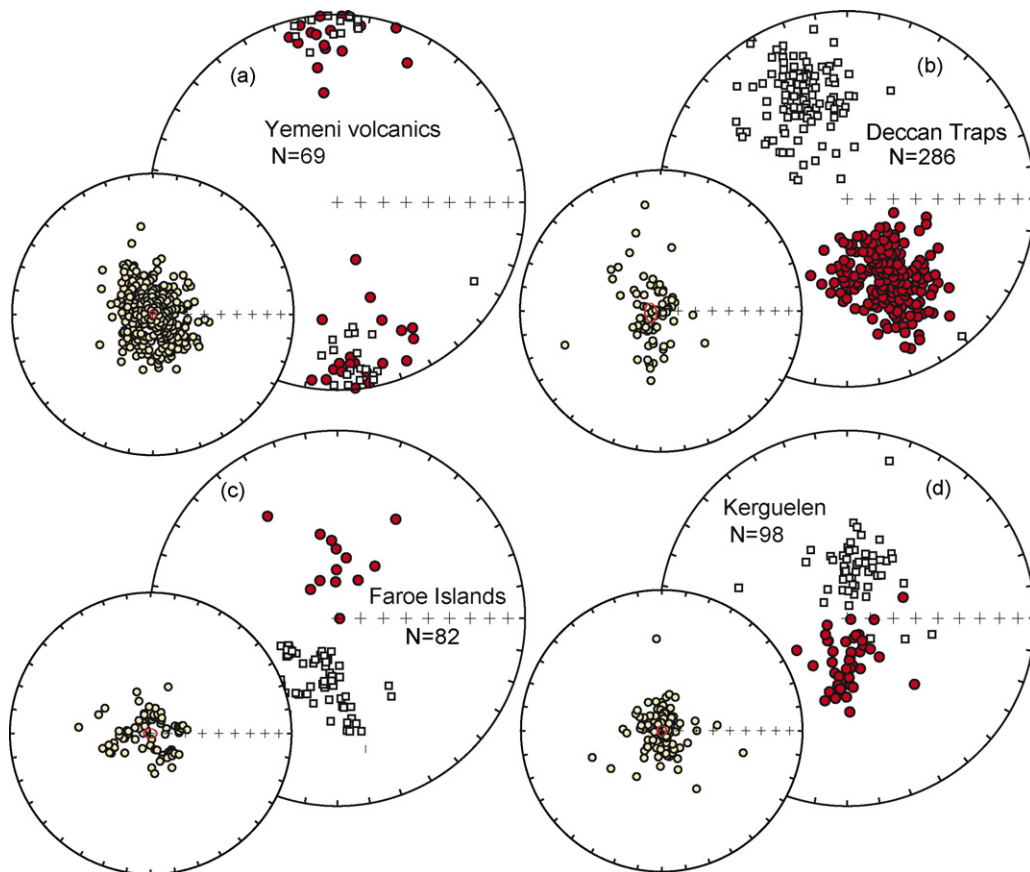 (a)
Yemeni volcanics
N=69
(b)
Deccan Traps
N=286
(c)
Faroe Islands
N=82
(d)
Kerguelen
N=98